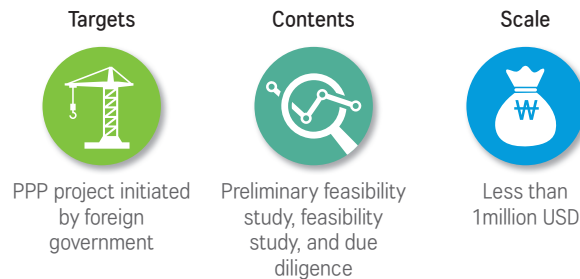 Targets
PPP project initiated
by foreign
government
Contents
Preliminary feasibility
study, feasibility
study, and due
diligence
Scale
₩
Less than
1million USD